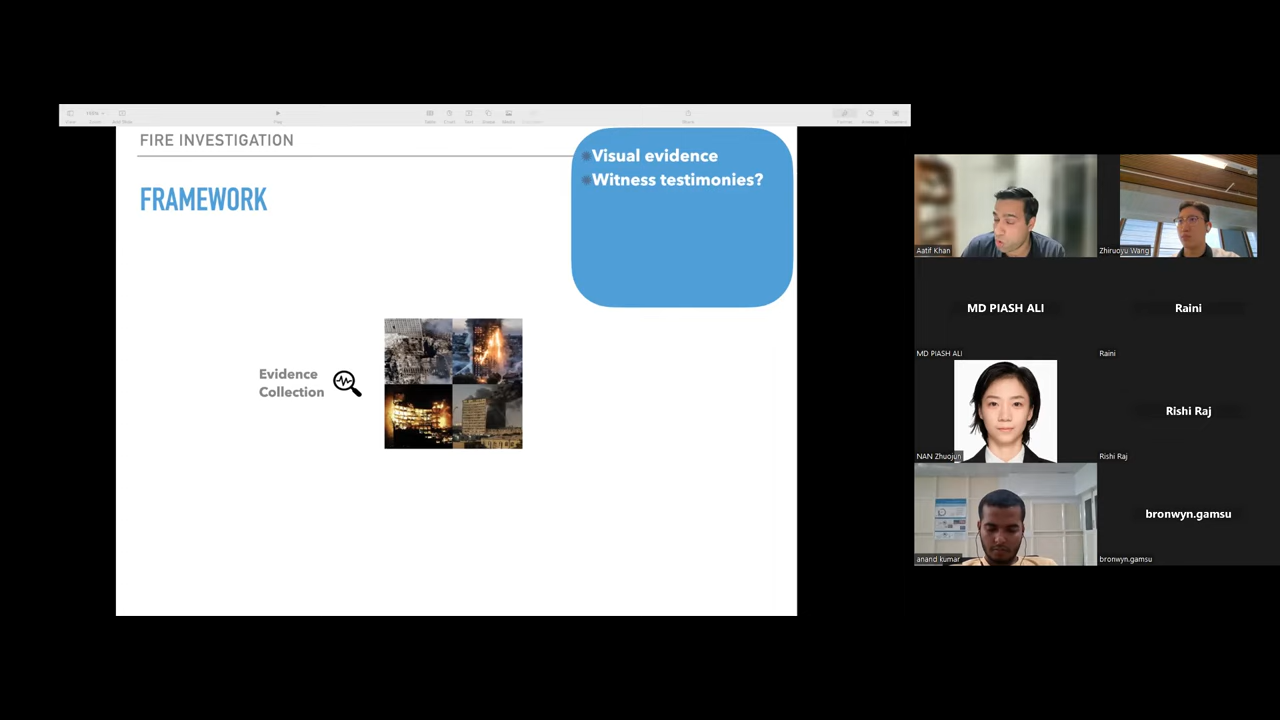 FIRE INVESTIGATION
FRAMEWORK
Visual evidence
Witness testimonies?
Evidence
Collection
Aatif Khan
Zhiruoyu Wang
MD PIASH ALI
Raini
MD PIASH ALI
Raini
Rishi Raj
NAN Zhuojun
Rishi Raj
bronwyn.gamsu
anand kumar
bronwyn.gamsu